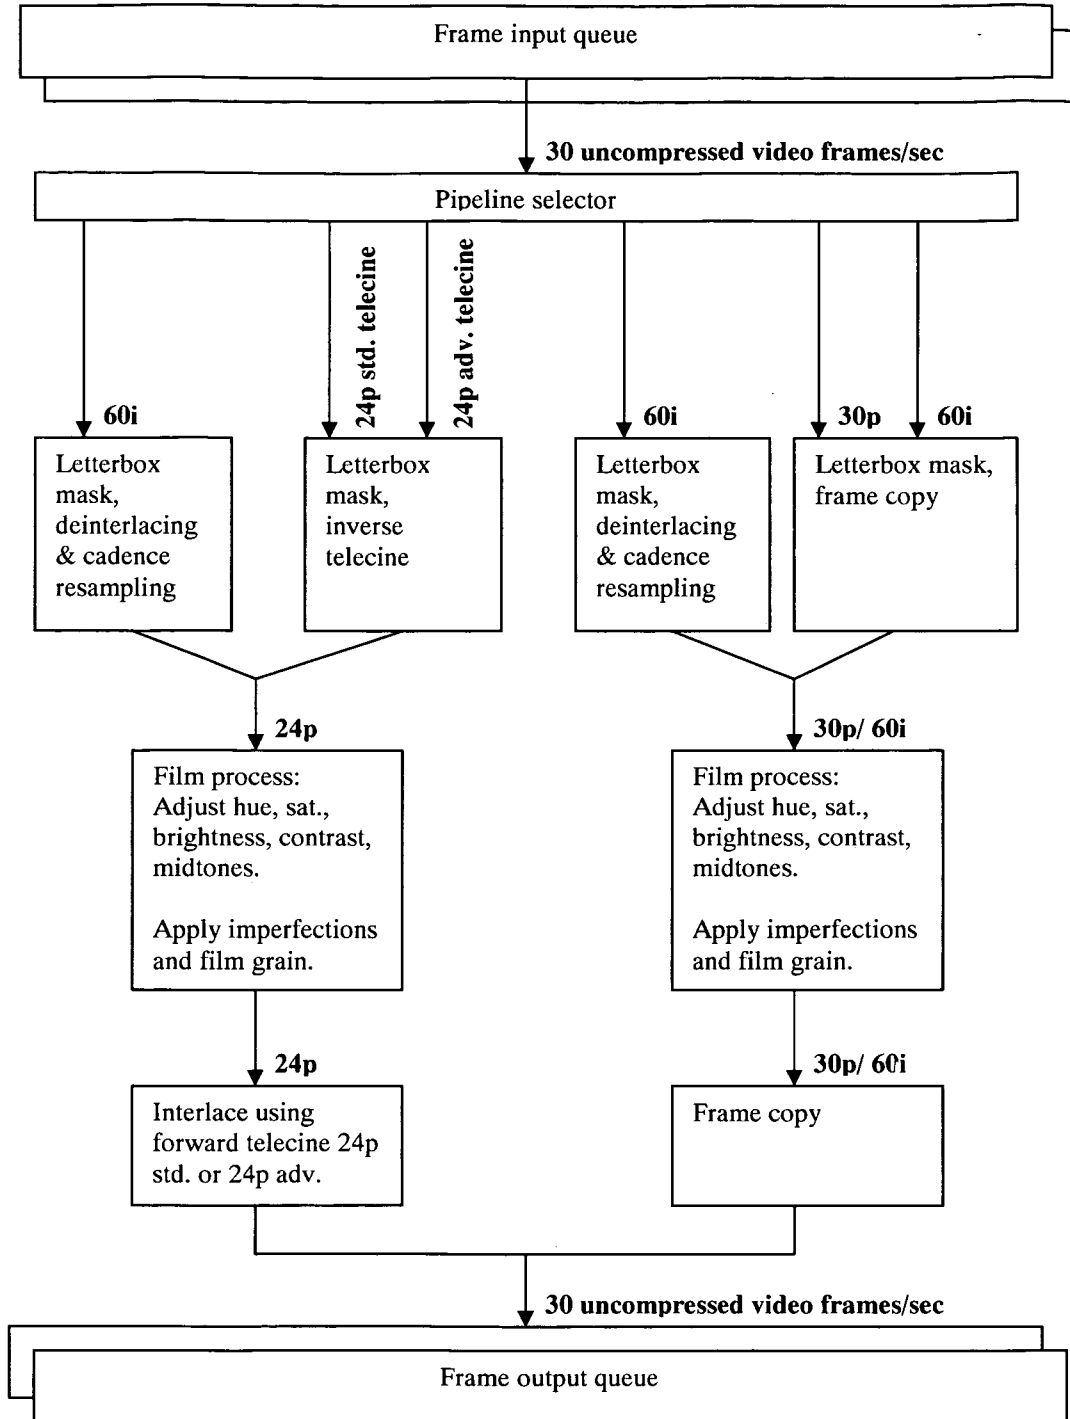 Frame input queue
30 uncompressed video frames/sec
Pipeline selector
24p std. telecine
24p adv. telecine
60i
60i
30p
60i
Letterbox
mask,
deinterlacing
& cadence
resampling
Letterbox
mask,
inverse
telecine
Letterbox
mask,
deinterlacing
& cadence
resampling
Letterbox mask,
frame copy
24p
30p/ 60i
Film process:
Adjust hue, sat.,
brightness, contrast,
midtones.
Apply imperfections
and film grain.
Film process:
Adjust hue, sat.,
brightness, contrast,
midtones.
Apply imperfections
and film grain.
24p
30p/ 60i
Interlace using
forward telecine 24p
std. or 24p adv.
Frame copy
30 uncompressed video frames/sec
Frame output queue